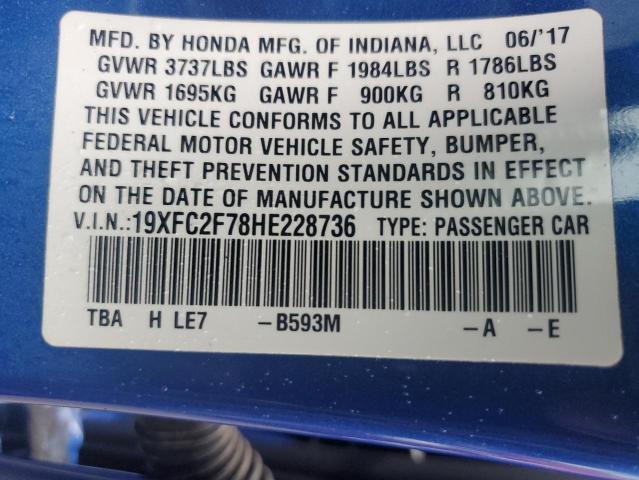 MFD. BY HONDA MFG. OF INDIANA, LLC 06/'17
GVWR 3737LBS GAWR F 1984LBS R 1786LBS
GVWR 1695KG GAWR F 900KG R 810KG
THIS VEHICLE CONFORMS TO ALL APPLICABLE
FEDERAL MOTOR VEHICLE SAFETY, BUMPER,
AND THEFT PREVENTION STANDARDS IN EFFECT
ON THE DATE OF MANUFACTURE SHOWN ABOVE.
V.I.N.:19XFC2F78HE228736 TYPE: PASSENGER CAR
TBA H LE7 –B593M –A –E